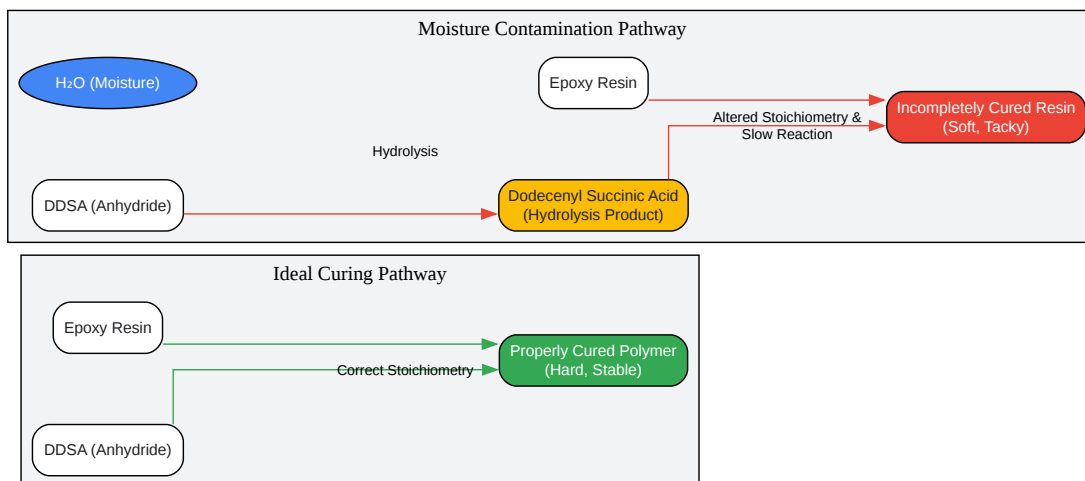 Moisture Contamination Pathway
H₂O (Moisture)
Epoxy Resin
Incompletely Cured Resin
(Soft, Tacky)
Altered Stoichiometry &
Slow Reaction
Hydrolysis
DDSA (Anhydride)
Dodecenyl Succinic Acid
(Hydrolysis Product)
Ideal Curing Pathway
Epoxy Resin
Properly Cured Polymer
(Hard, Stable)
Correct Stoichiometry
DDSA (Anhydride)